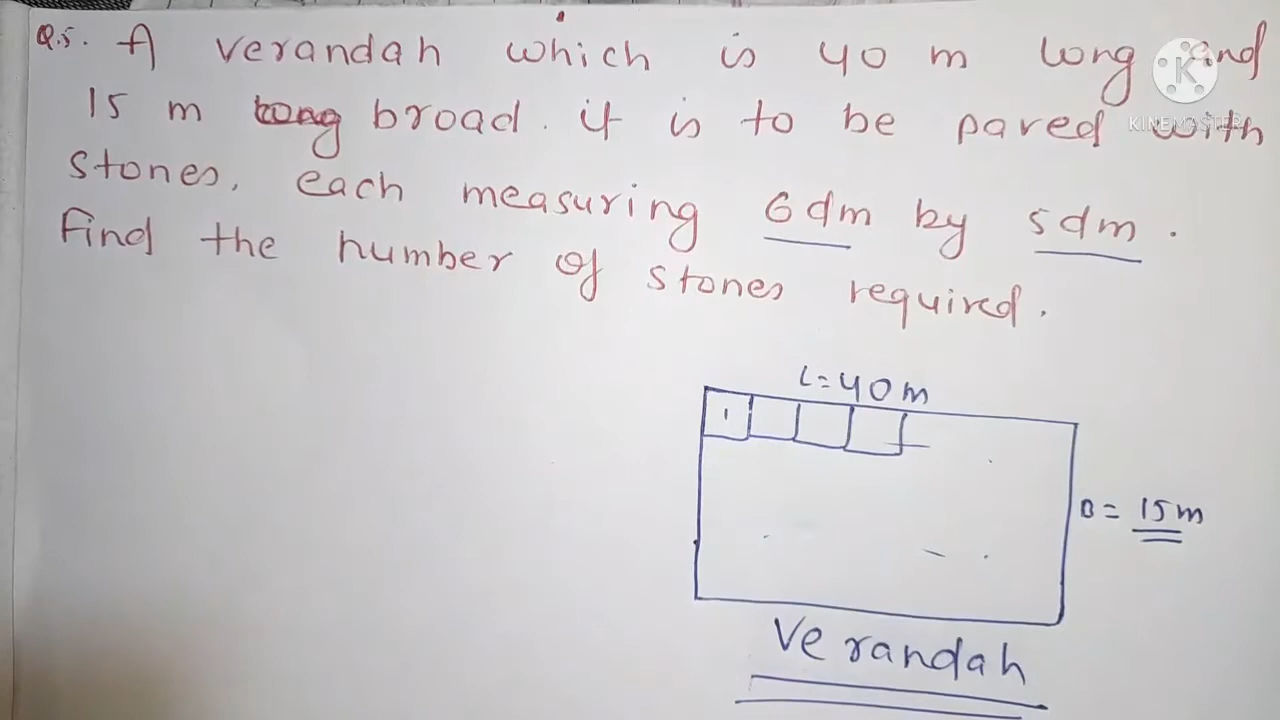 Q.5. A verandah which is 40 m long and
15 m long broad. it is to be paved with
stones, each measuring 6dm by 5dm.
Find the number of stones required.
L=40m
1
B= 15m
Verandah
K
KINEMASTER